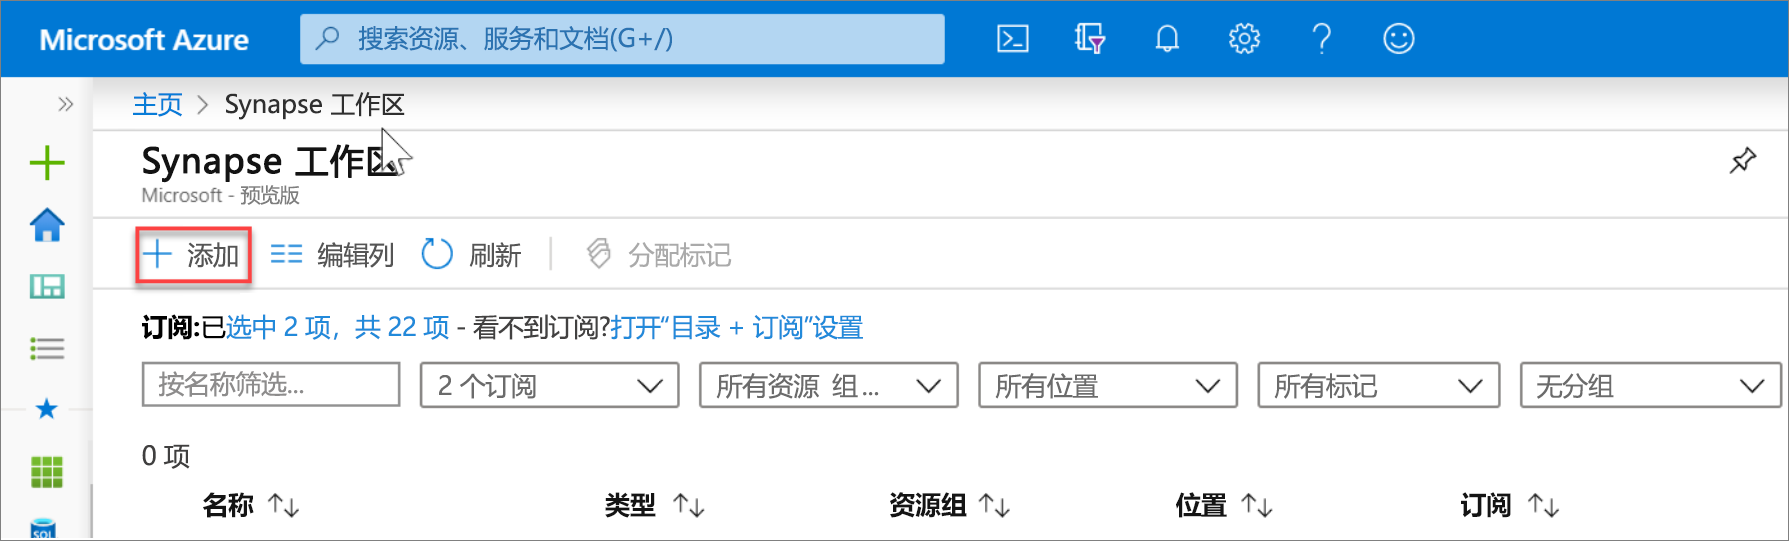 Microsoft Azure
搜索资源、服务和文档(G+/)
主页 > Synapse 工作区
Synapse 工作区
Microsoft - 预览版
添加 编辑列 刷新 分配标记
订阅:已选中 2 项，共 22 项 - 看不到订阅?打开“目录 + 订阅”设置
按名称筛选... 2 个订阅 所有资源 组... 所有位置 所有标记 无分组
0 项
名称 ↑↓ 类型 ↑↓ 资源组 ↑↓ 位置 ↑↓ 订阅 ↑↓
SQL